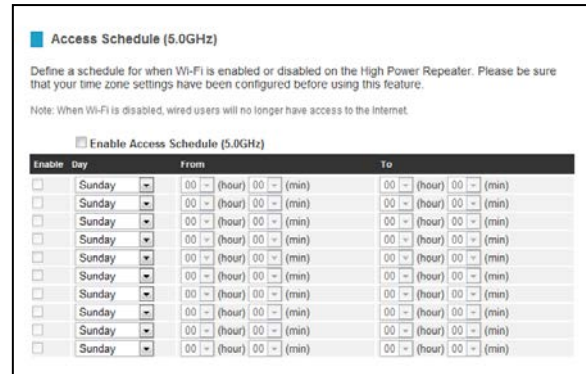 Access Schedule (5.0GHz)
Define a schedule for when Wi-Fi is enabled or disabled on the High Power Repeater. Please be sure
that your time zone settings have been configured before using this feature.
Note: When Wi-Fi is disabled, wired users will no longer have access to the Internet.
Enable Access Schedule (5.0GHz)
Enable Day From To
Sunday 00 (hour) 00 (min) 00 (hour) 00 (min)
Sunday 00 (hour) 00 (min) 00 (hour) 00 (min)
Sunday 00 (hour) 00 (min) 00 (hour) 00 (min)
Sunday 00 (hour) 00 (min) 00 (hour) 00 (min)
Sunday 00 (hour) 00 (min) 00 (hour) 00 (min)
Sunday 00 (hour) 00 (min) 00 (hour) 00 (min)
Sunday 00 (hour) 00 (min) 00 (hour) 00 (min)
Sunday 00 (hour) 00 (min) 00 (hour) 00 (min)
Sunday 00 (hour) 00 (min) 00 (hour) 00 (min)
Sunday 00 (hour) 00 (min) 00 (hour) 00 (min)